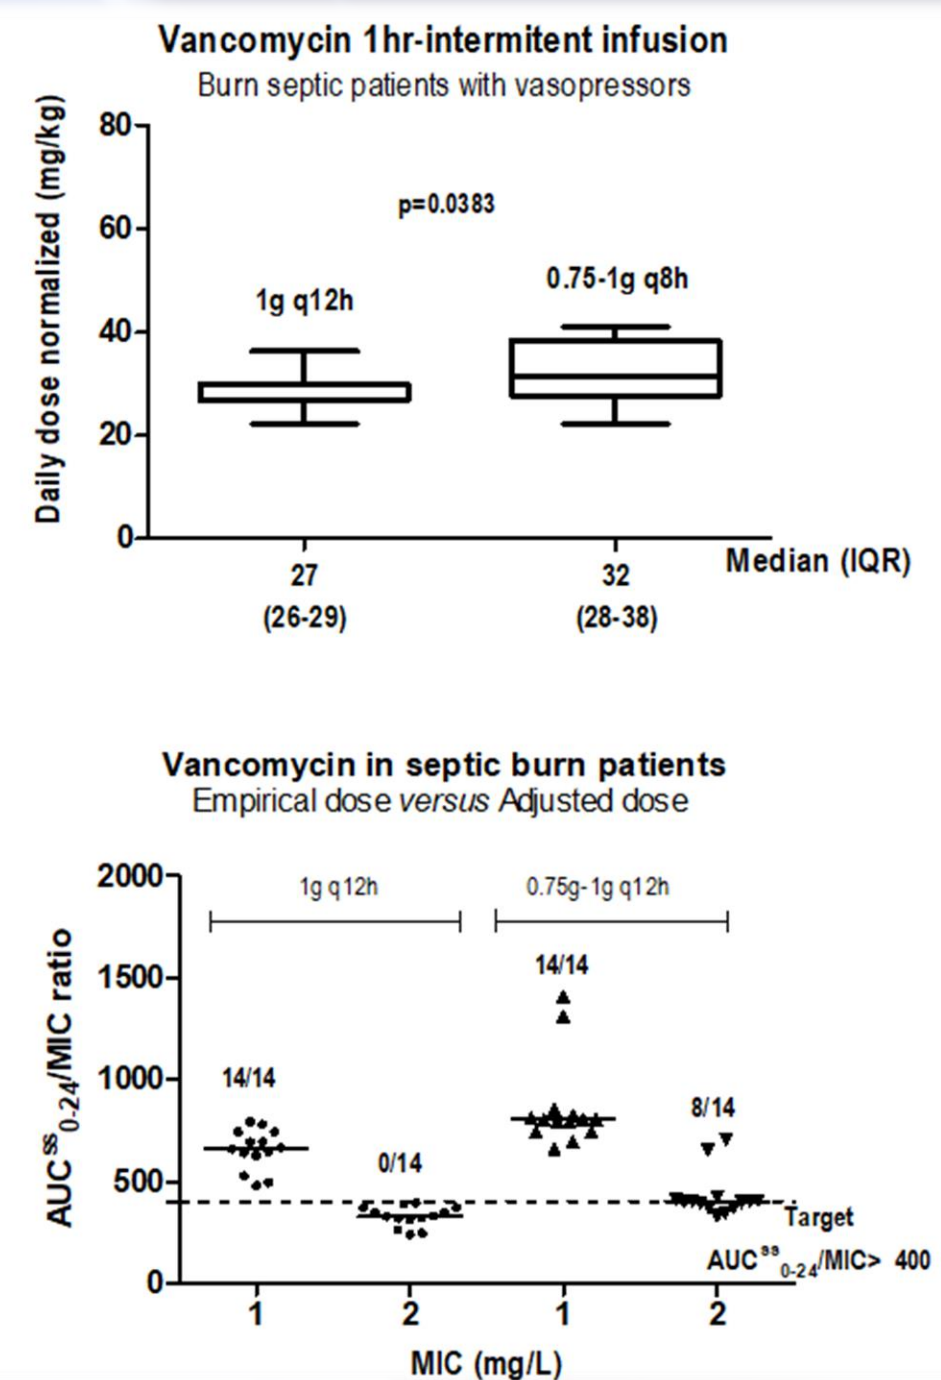 Vancomycin 1hr-intermitent infusion
Burn septic patients with vasopressors
Daily dose normalized (mg/kg)
80
60
40
20
0
p=0.0383
1g q12h
0.75-1g q8h
27
32
Median (IQR)
(26-29)
(28-38)
Vancomycin in septic burn patients
Empirical dose versus Adjusted dose
AUCss0-24/MIC ratio
2000
1500
1000
500
0
1g q12h
0.75g-1g q12h
14/14
0/14
14/14
8/14
Target
AUCss0-24/MIC> 400
1
2
1
2
MIC (mg/L)